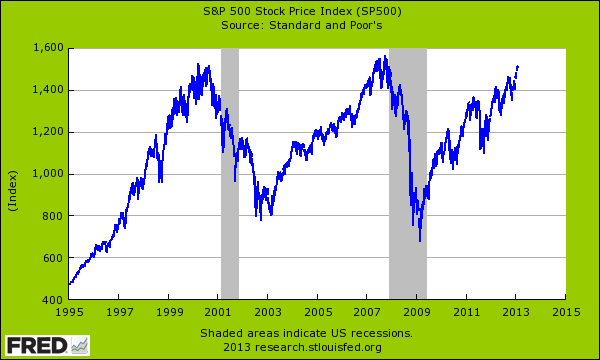 S&P 500 Stock Price Index (SP500)
Source: Standard and Poor's
(Index)
1,600
1,400
1,200
1,000
800
600
400
1995 1997 1999 2001 2003 2005 2007 2009 2011 2013 2015
Shaded areas indicate US recessions.
2013 research.stlouisfed.org
FRED